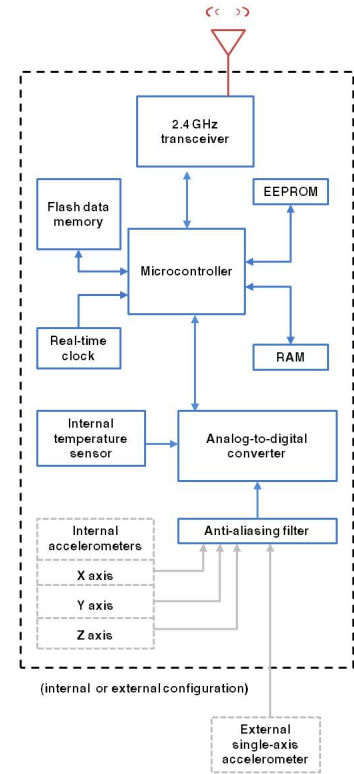 2.4 GHz
transceiver
Flash data
memory
EEPROM
Microcontroller
Real-time
clock
RAM
Internal
temperature
sensor
Analog-to-digital
converter
Internal
accelerometers
Anti-aliasing filter
X axis
Y axis
Z axis
(internal or external configuration)
External
single-axis
accelerometer